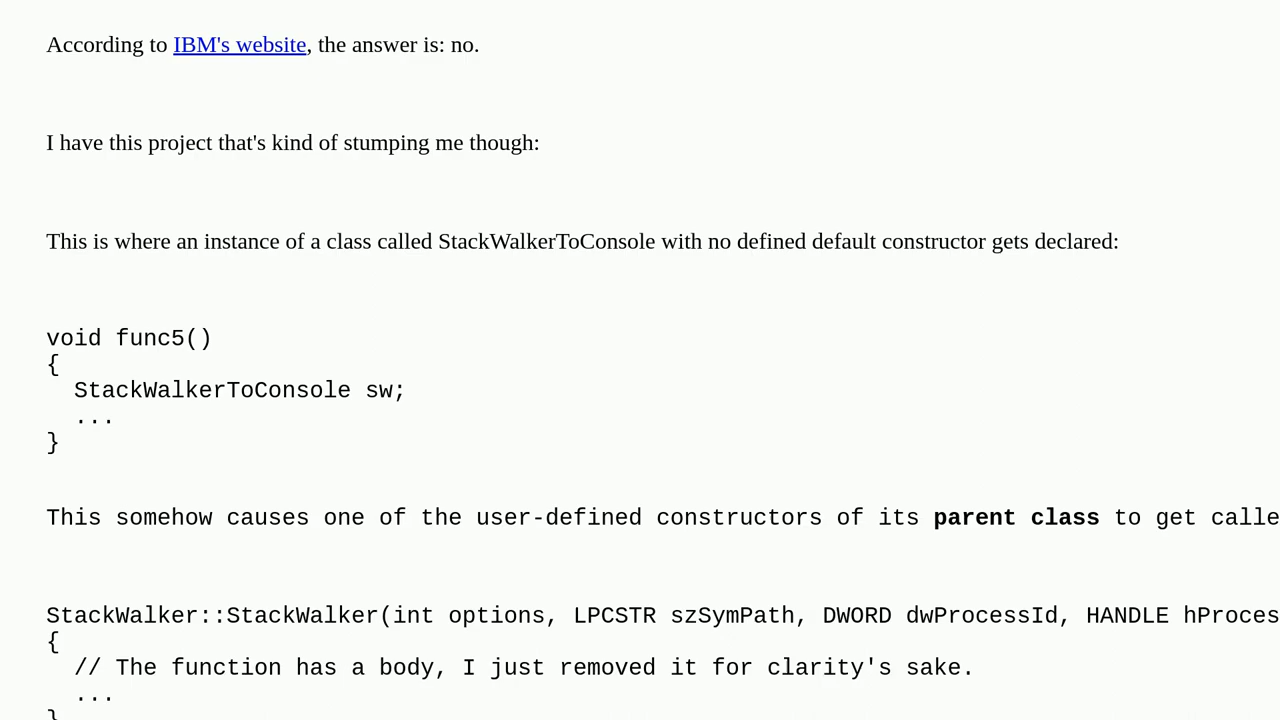 According to IBM's website, the answer is: no.
I have this project that's kind of stumping me though:
This is where an instance of a class called StackWalkerToConsole with no defined default constructor gets declared:
void func5()
{
  StackWalkerToConsole sw;
  ...
}
This somehow causes one of the user-defined constructors of its parent class to get calle
StackWalker::StackWalker(int options, LPCSTR szSymPath, DWORD dwProcessId, HANDLE hProces
{
  // The function has a body, I just removed it for clarity's sake.
  ...
}